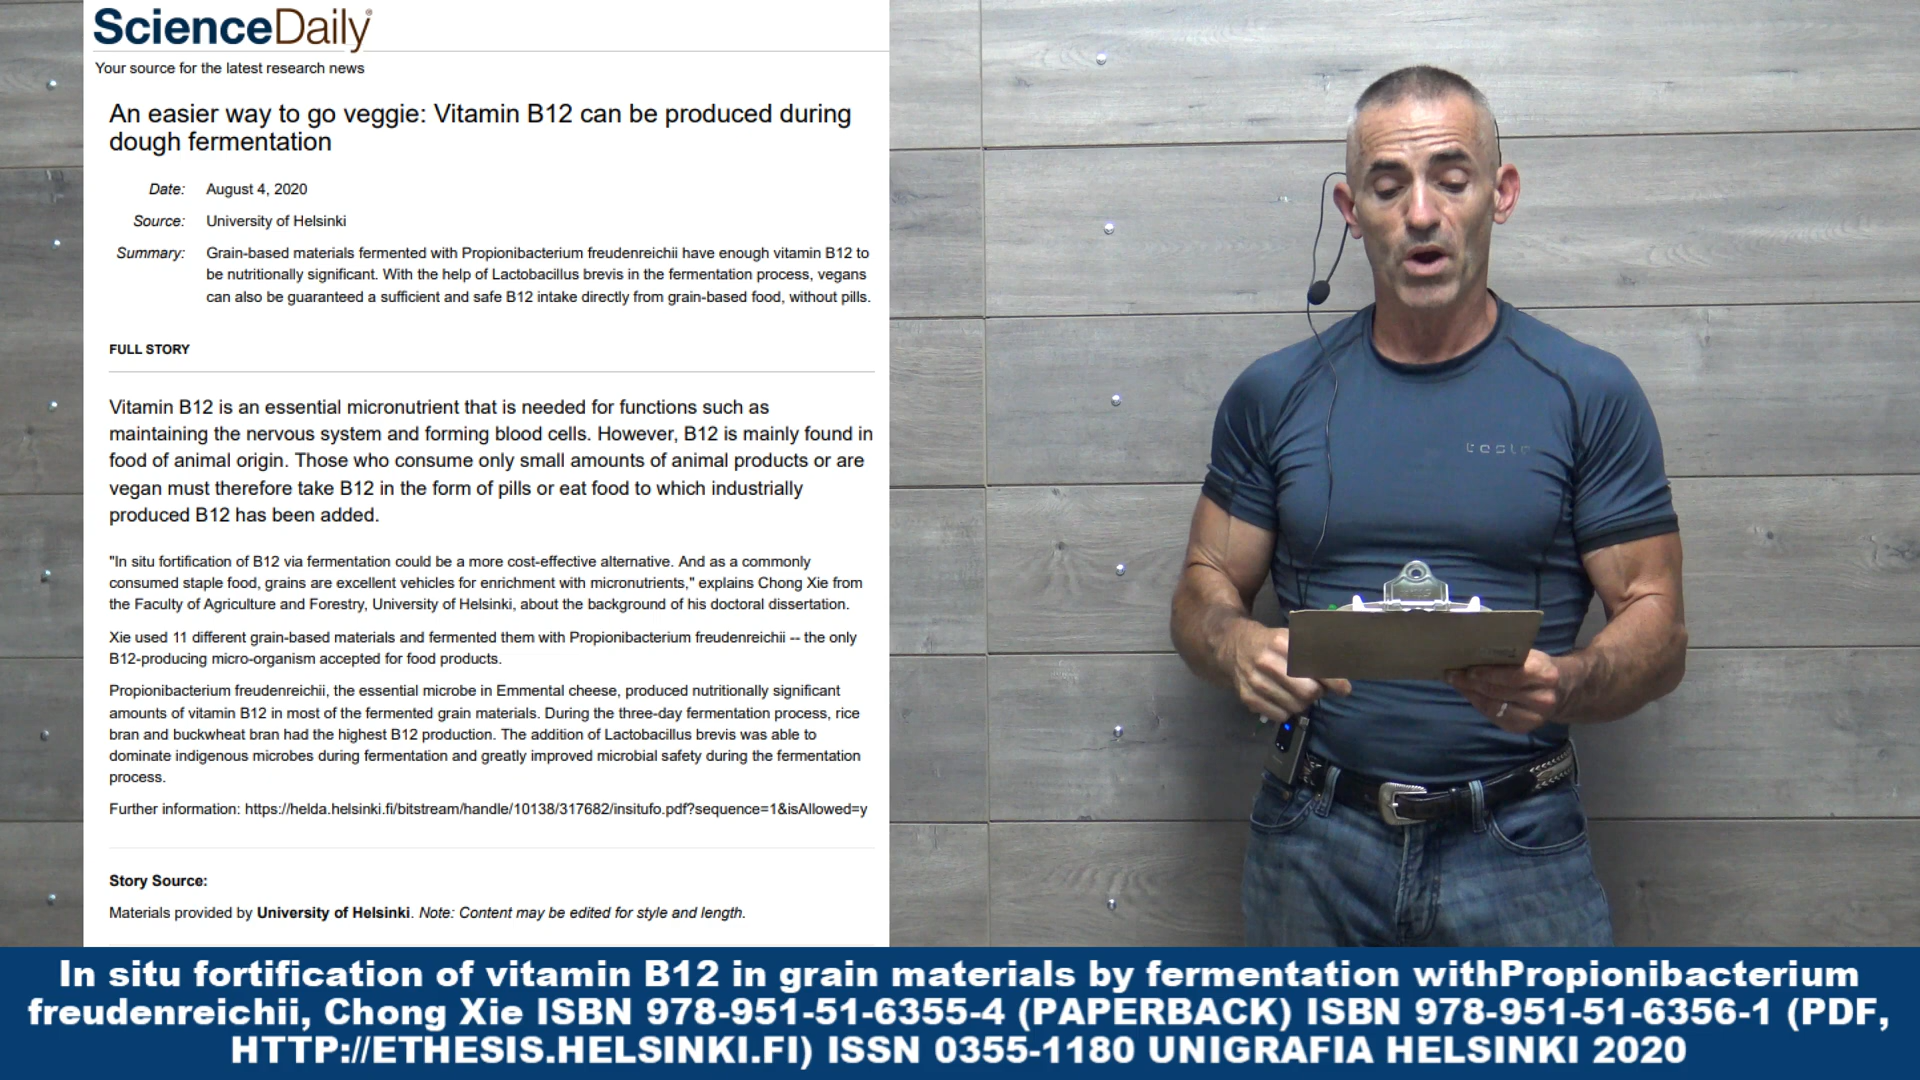 ScienceDaily®
Your source for the latest research news
An easier way to go veggie: Vitamin B12 can be produced during
dough fermentation
Date: August 4, 2020
Source: University of Helsinki
Summary: Grain-based materials fermented with Propionibacterium freudenreichii have enough vitamin B12 to
be nutritionally significant. With the help of Lactobacillus brevis in the fermentation process, vegans
can also be guaranteed a sufficient and safe B12 intake directly from grain-based food, without pills.
FULL STORY
Vitamin B12 is an essential micronutrient that is needed for functions such as
maintaining the nervous system and forming blood cells. However, B12 is mainly found in
food of animal origin. Those who consume only small amounts of animal products or are
vegan must therefore take B12 in the form of pills or eat food to which industrially
produced B12 has been added.
"In situ fortification of B12 via fermentation could be a more cost-effective alternative. And as a commonly
consumed staple food, grains are excellent vehicles for enrichment with micronutrients," explains Chong Xie from
the Faculty of Agriculture and Forestry, University of Helsinki, about the background of his doctoral dissertation.
Xie used 11 different grain-based materials and fermented them with Propionibacterium freudenreichii -- the only
B12-producing micro-organism accepted for food products.
Propionibacterium freudenreichii, the essential microbe in Emmental cheese, produced nutritionally significant
amounts of vitamin B12 in most of the fermented grain materials. During the three-day fermentation process, rice
bran and buckwheat bran had the highest B12 production. The addition of Lactobacillus brevis was able to
dominate indigenous microbes during fermentation and greatly improved microbial safety during the fermentation
process.
Further information: https://helda.helsinki.fi/bitstream/handle/10138/317682/insitufo.pdf?sequence=1&isAllowed=y
Story Source:
Materials provided by University of Helsinki. Note: Content may be edited for style and length.
tesla
In situ fortification of vitamin B12 in grain materials by fermentation withPropionibacterium
freudenreichii, Chong Xie ISBN 978-951-51-6355-4 (PAPERBACK) ISBN 978-951-51-6356-1 (PDF,
HTTP://ETHESIS.HELSINKI.FI) ISSN 0355-1180 UNIGRAFIA HELSINKI 2020